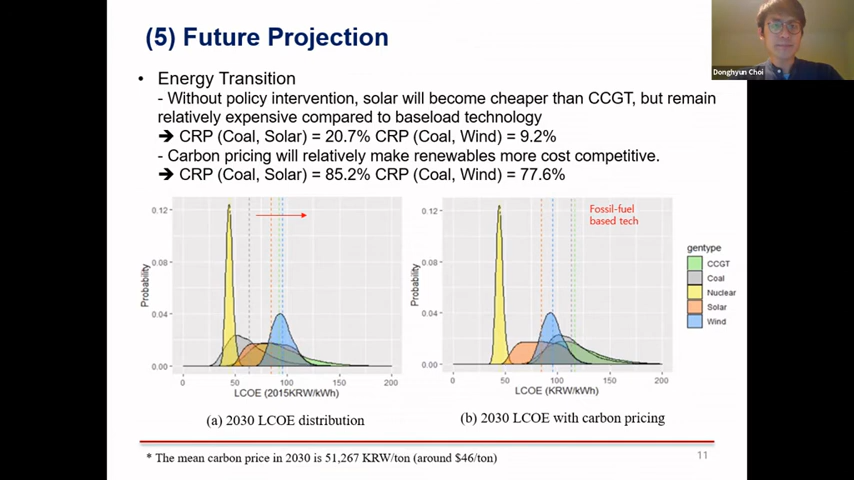 (5) Future Projection
Donghyun Choi
• Energy Transition
- Without policy intervention, solar will become cheaper than CCGT, but remain
relatively expensive compared to baseload technology
➔ CRP (Coal, Solar) = 20.7% CRP (Coal, Wind) = 9.2%
- Carbon pricing will relatively make renewables more cost competitive.
➔ CRP (Coal, Solar) = 85.2% CRP (Coal, Wind) = 77.6%
0.12
0.08
0.04
0.00
Probability
0
50
100
150
200
LCOE (2015KRW/kWh)
(a) 2030 LCOE distribution
Fossil-fuel
based tech
0.12
0.08
0.04
0.00
Probability
0
50
100
150
200
LCOE (KRW/kWh)
(b) 2030 LCOE with carbon pricing
gentype
CCGT
Coal
Nuclear
Solar
Wind
* The mean carbon price in 2030 is 51,267 KRW/ton (around $46/ton)
11